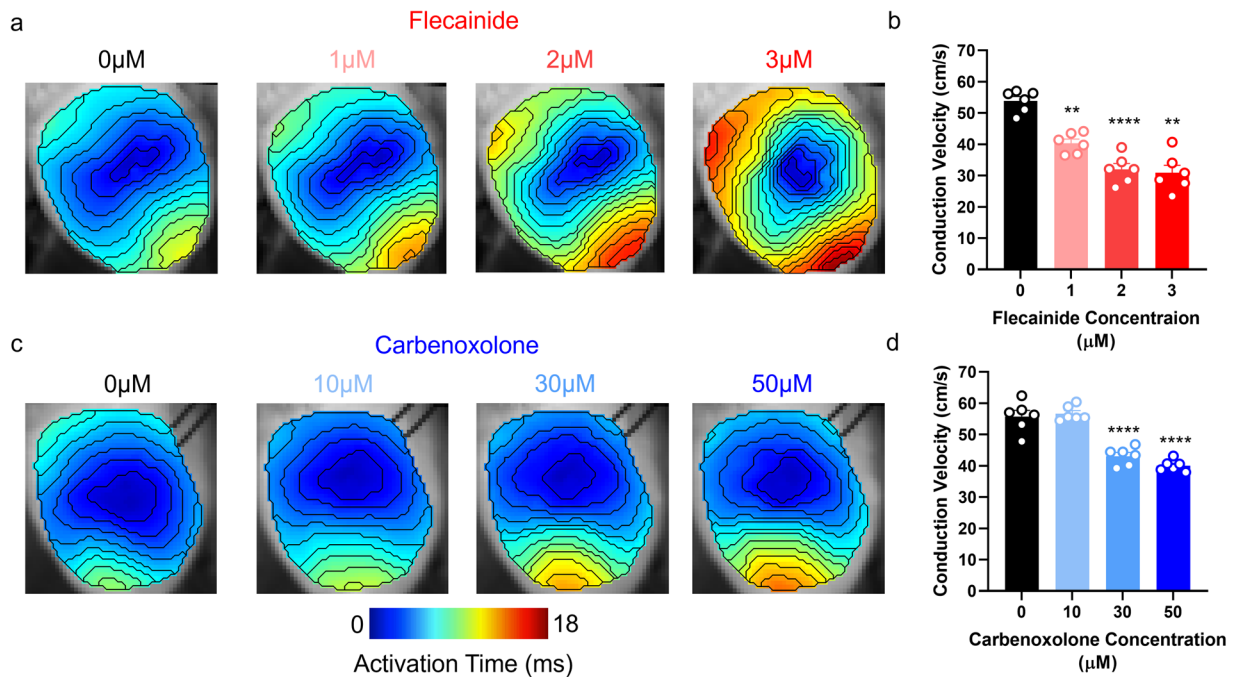 a
Flecainide
0µM
1µM
2µM
3µM
b
Conduction Velocity (cm/s)
70
60
50
40
30
20
10
0
**
****
**
0
1
2
3
Flecainide Concentraion
(µM)
c
Carbenoxolone
0µM
10µM
30µM
50µM
0
18
Activation Time (ms)
d
Conduction Velocity (cm/s)
70
60
50
40
30
20
10
0
****
****
0
10
30
50
Carbenoxolone Concentration
(µM)